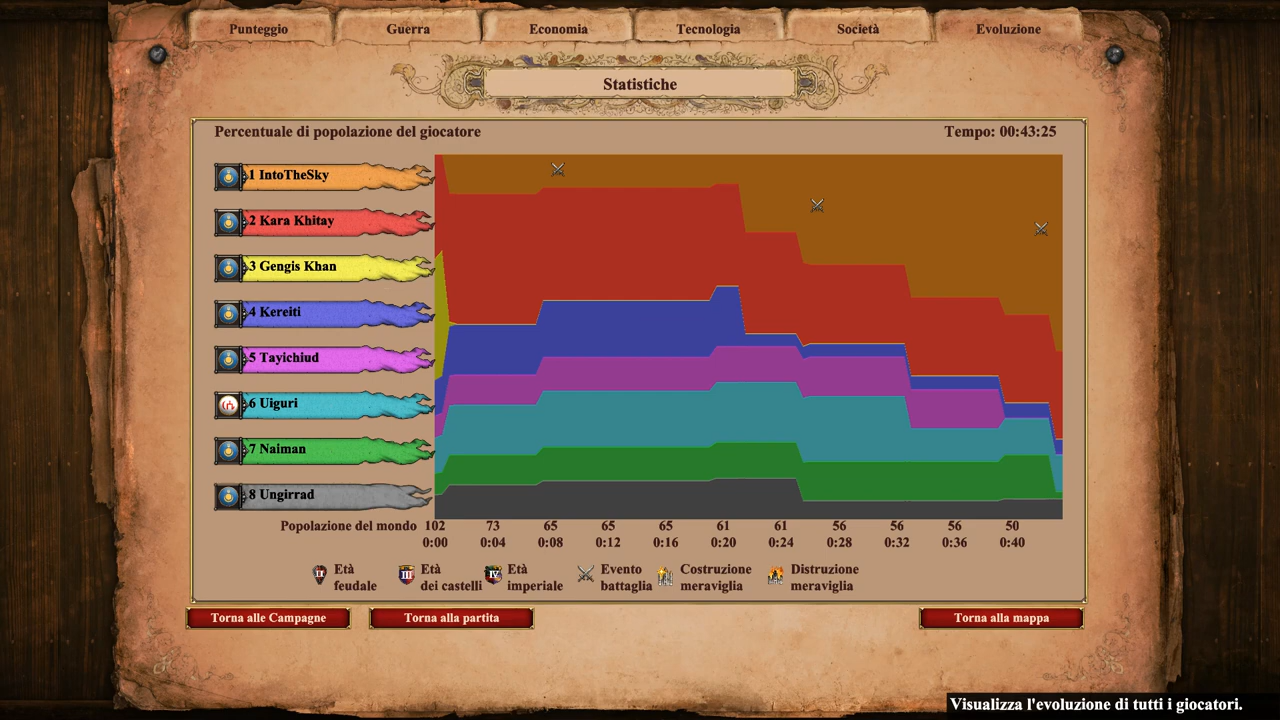 Punteggio Guerra Economia Tecnologia Società Evoluzione
Statistiche
Percentuale di popolazione del giocatore Tempo: 00:43:25
1 IntoTheSky
2 Kara Khitay
3 Gengis Khan
4 Kereiti
5 Tayichiud
6 Uiguri
7 Naiman
8 Ungirrad
Popolazione del mondo 102 73 65 65 65 61 61 56 56 56 50
0:00 0:04 0:08 0:12 0:16 0:20 0:24 0:28 0:32 0:36 0:40
II Età feudale
III Età dei castelli
IV Età imperiale
Evento battaglia
Costruzione meraviglia
Distruzione meraviglia
Torna alle Campagne Torna alla partita Torna alla mappa
Visualizza l'evoluzione di tutti i giocatori.